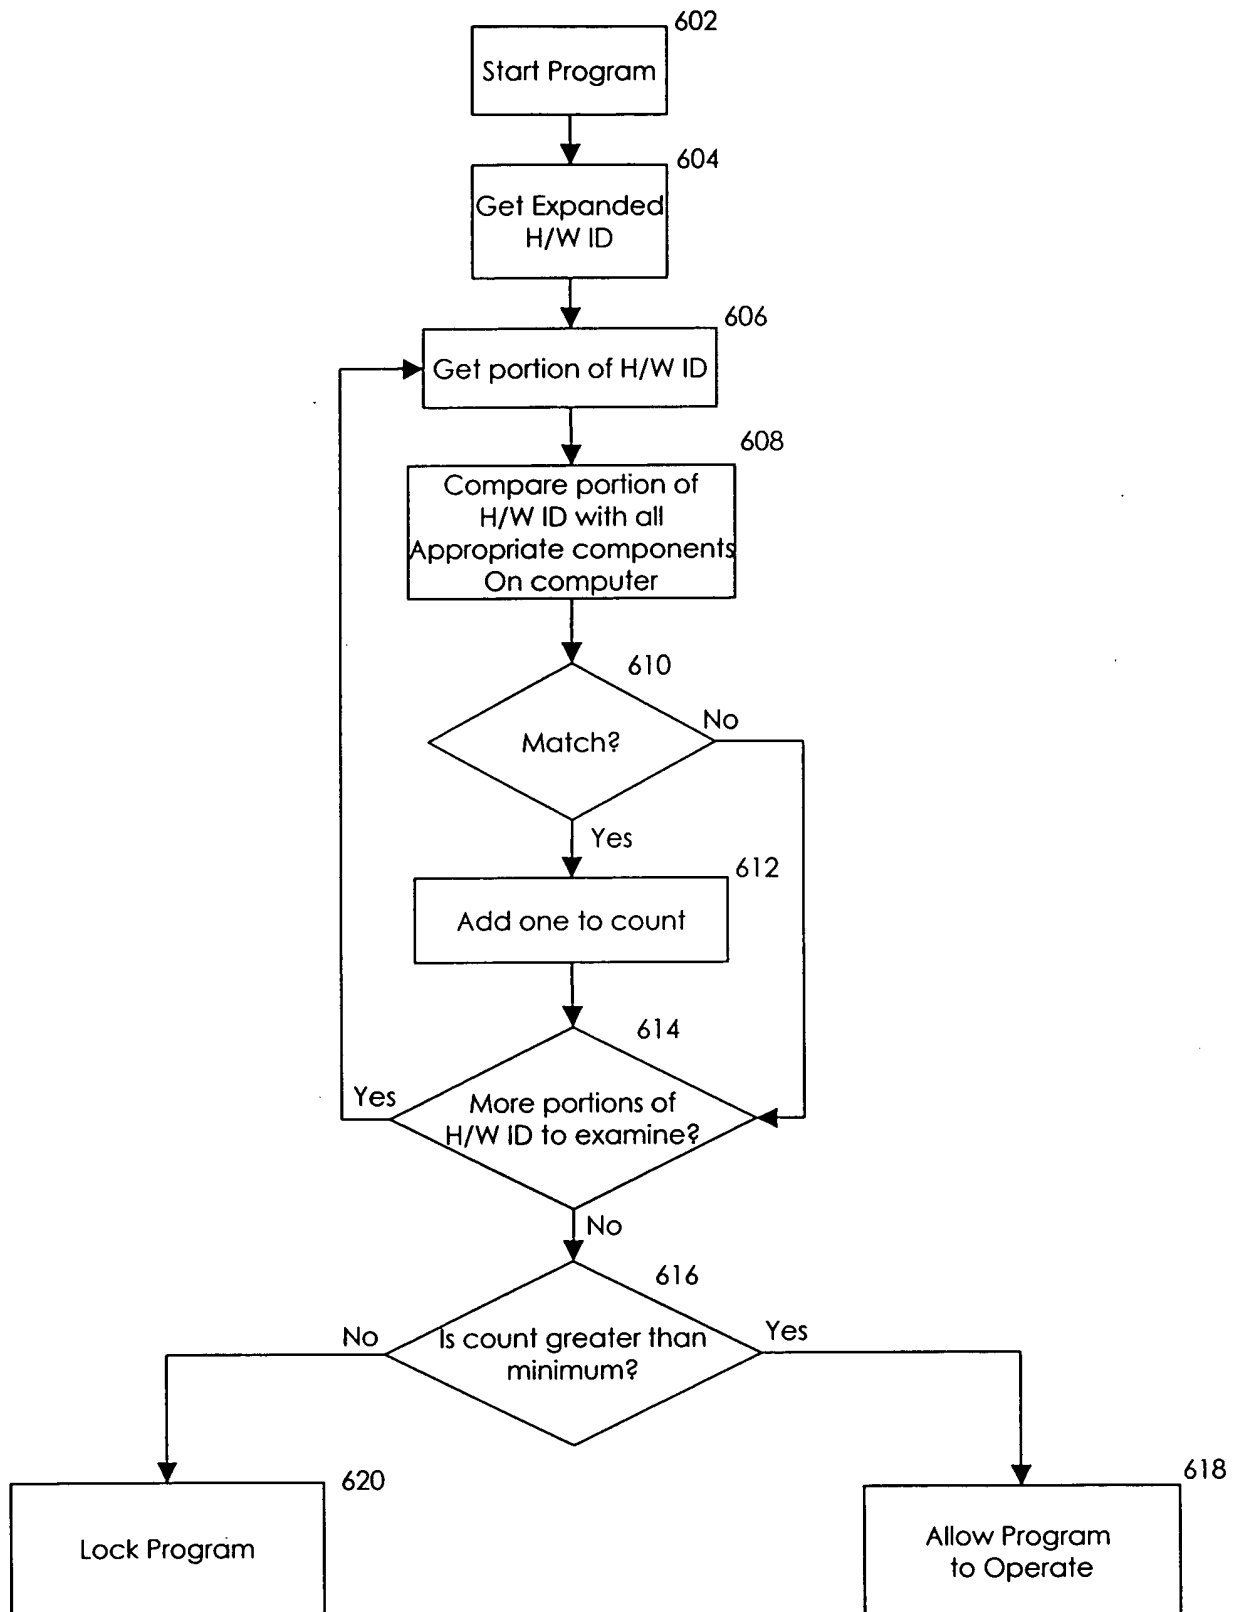 602
Start Program
604
Get Expanded
H/W ID
606
Get portion of H/W ID
608
Compare portion of
H/W ID with all
Appropriate components
On computer
610
Match?
No
Yes
612
Add one to count
614
More portions of
H/W ID to examine?
Yes
No
616
Is count greater than
minimum?
No
Yes
620
Lock Program
618
Allow Program
to Operate